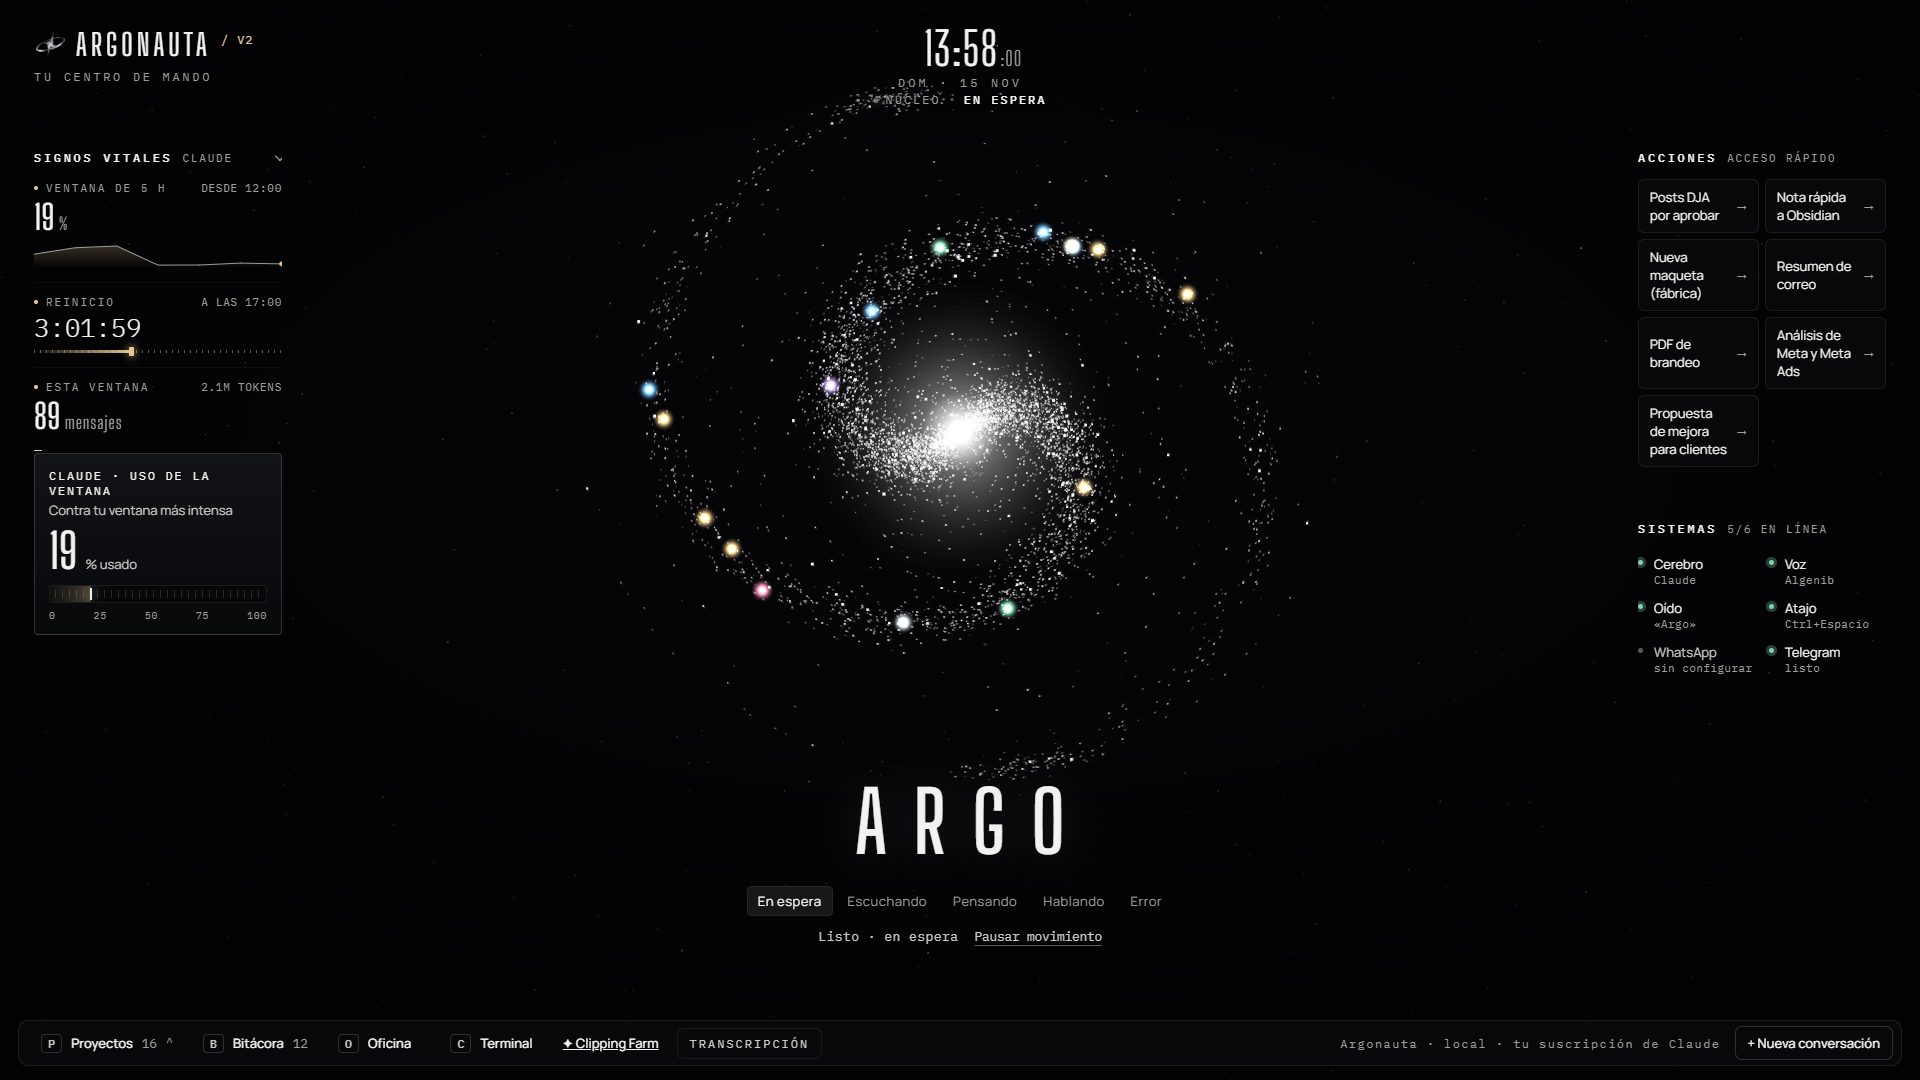 ARGONAUTA / V2
TU CENTRO DE MANDO
13:58:00
DOM. · 15 NOV
NÚCLEO · EN ESPERA
SIGNOS VITALES CLAUDE
VENTANA DE 5 H DESDE 12:00
19 %
REINICIO A LAS 17:00
3:01:59
ESTA VENTANA 2.1M TOKENS
89 mensajes
CLAUDE · USO DE LA
VENTANA
Contra tu ventana más intensa
19 % usado
0 25 50 75 100
ACCIONES ACCESO RÁPIDO
Posts DJA
por aprobar →
Nota rápida
a Obsidian →
Nueva
maqueta →
(fábrica)
Resumen de
correo →
PDF de
brandeo →
Análisis de
Meta y Meta →
Ads
Propuesta
de mejora →
para clientes
SISTEMAS 5/6 EN LÍNEA
Cerebro
Claude
Voz
Algenib
Oído
«Argo»
Atajo
Ctrl+Espacio
WhatsApp
sin configurar
Telegram
listo
ARGO
En espera Escuchando Pensando Hablando Error
Listo · en espera Pausar movimiento
P Proyectos 16 ^ B Bitácora 12 O Oficina C Terminal ✦ Clipping Farm TRANSCRIPCIÓN Argonauta · local · tu suscripción de Claude + Nueva conversación